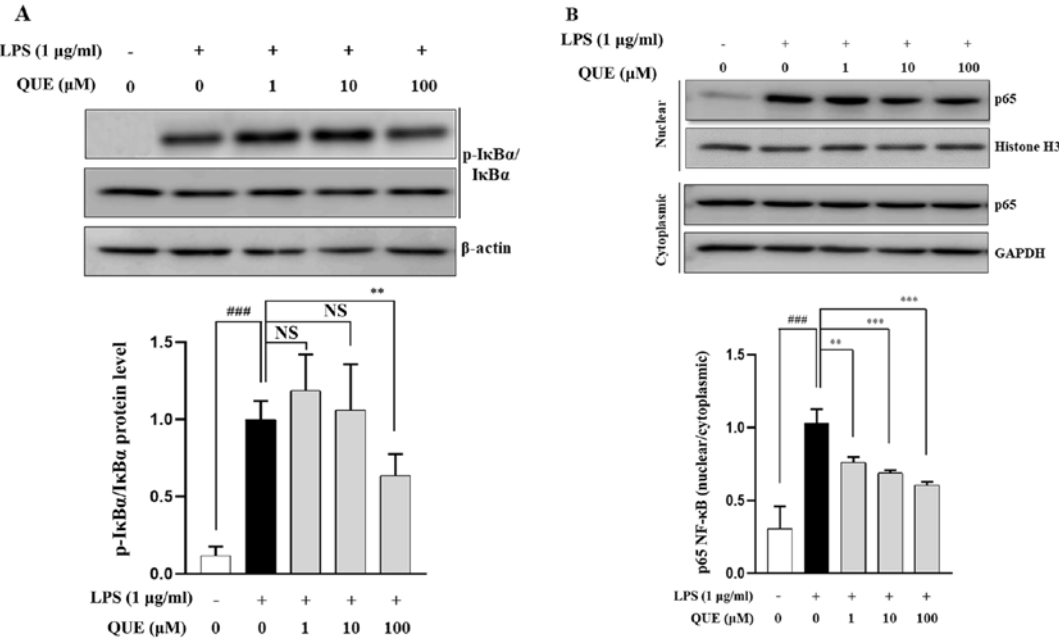 A
LPS (1 μg/ml) - + + + +
QUE (μM) 0 0 1 10 100
p-IκBα/
IκBα
β-actin
p-IκBα/IκBα protein level
1.5
1.0
0.5
0.0
###
NS
NS
**
LPS (1 μg/ml) - + + + +
QUE (μM) 0 0 1 10 100
B
LPS (1 μg/ml) - + + + +
QUE (μM) 0 0 1 10 100
Nuclear
p65
Histone H3
Cytoplasmic
p65
GAPDH
p65 NF-κB (nuclear/cytoplasmic)
1.5
1.0
0.5
0.0
###
**
***
***
LPS (1 μg/ml) - + + + +
QUE (μM) 0 0 1 10 100